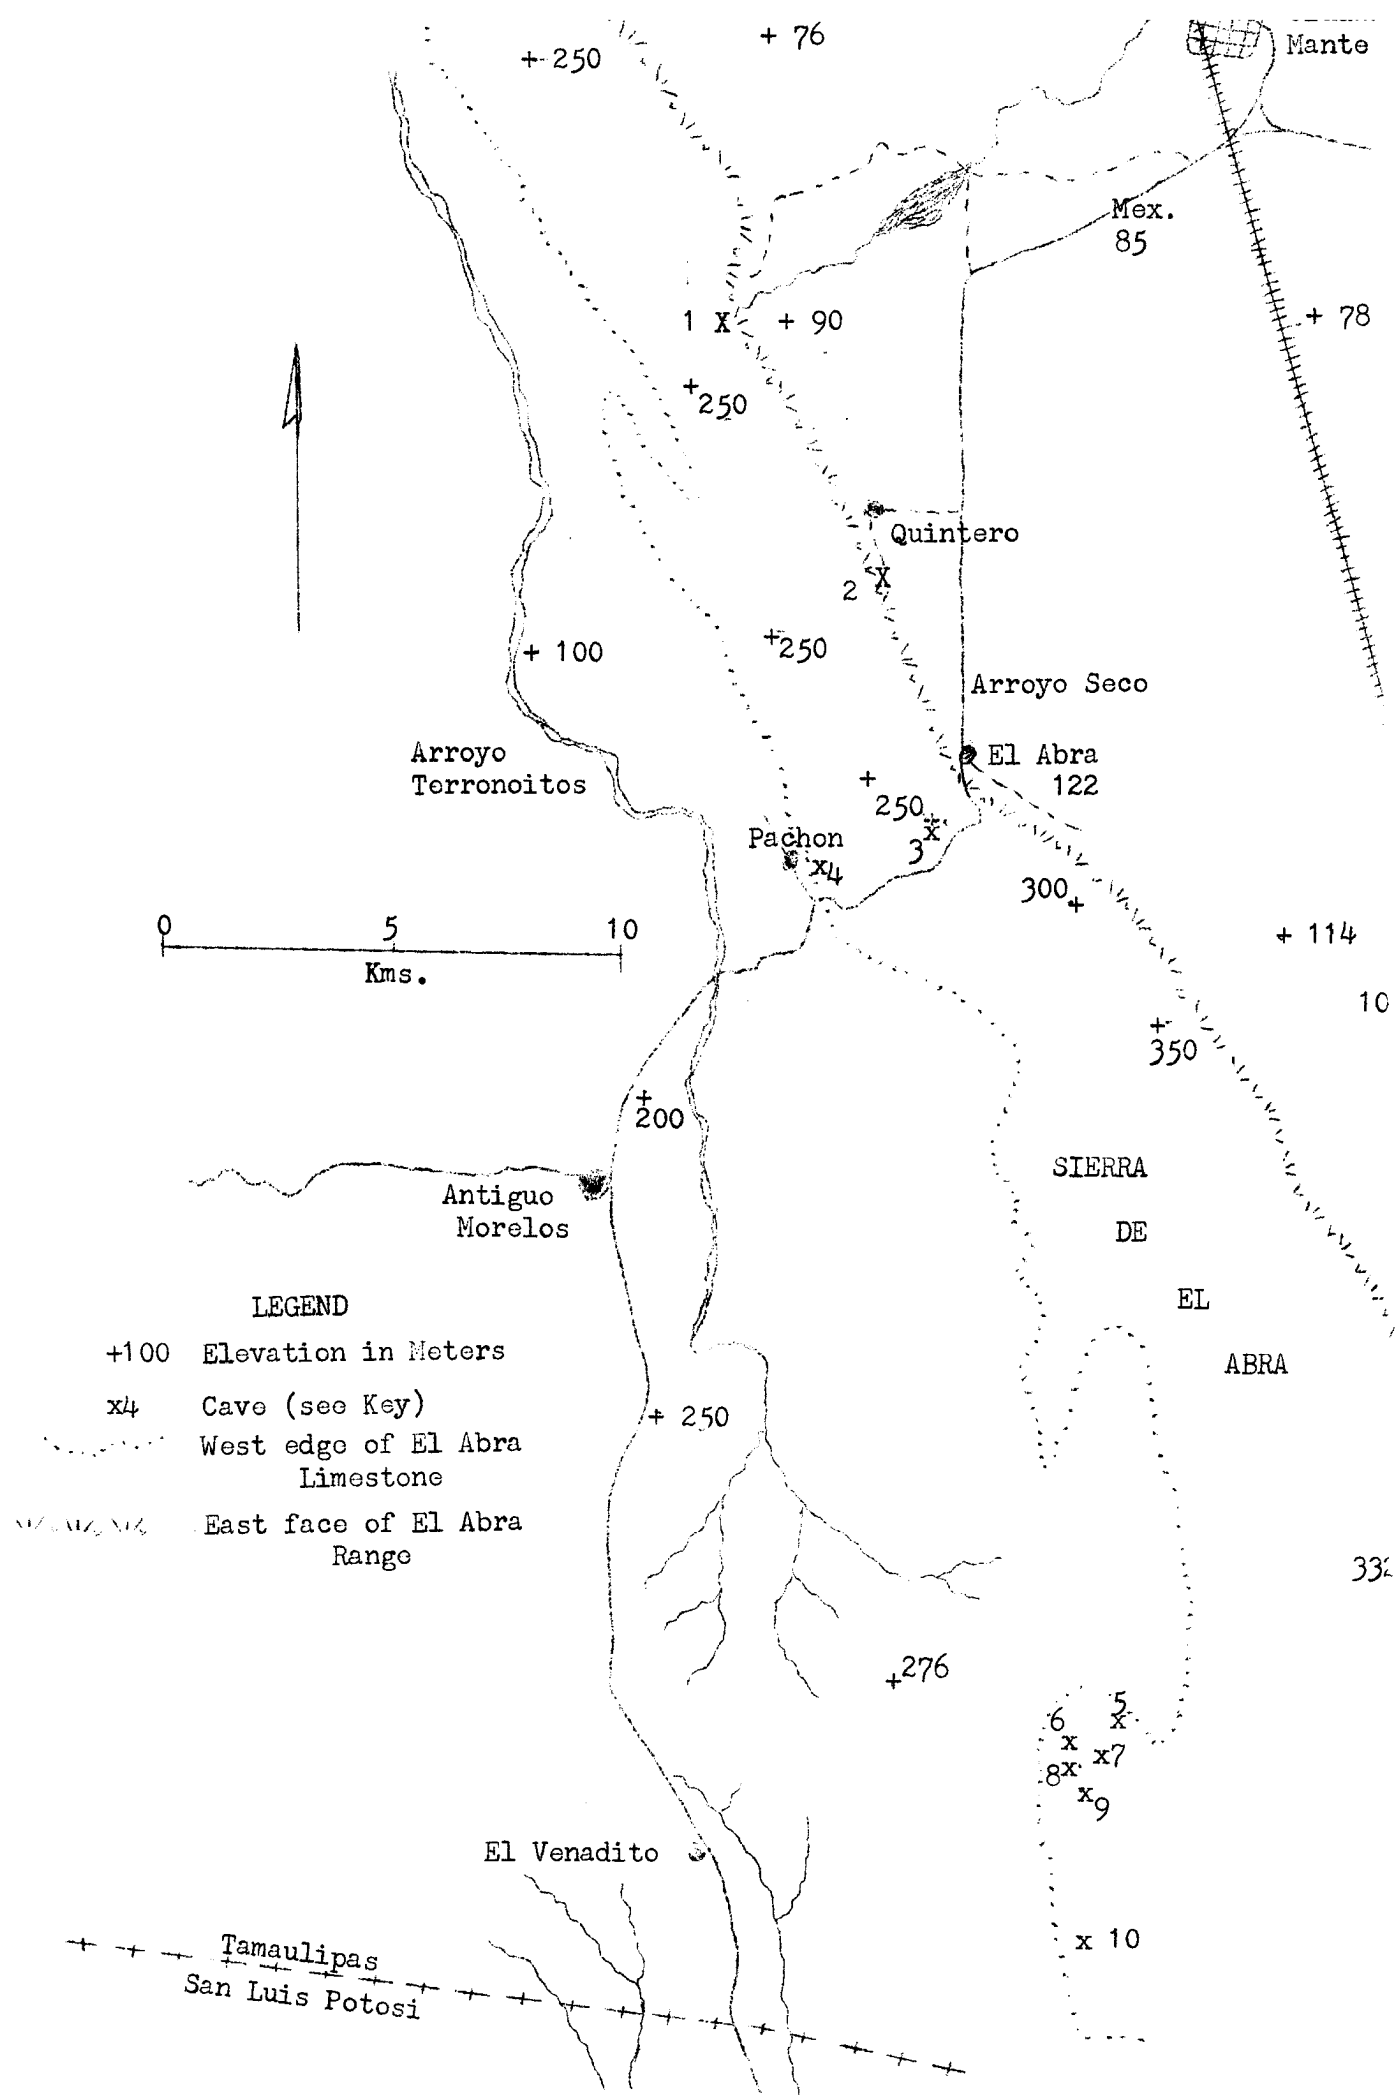 Mante
+ 76
+ 250
Mex.
85
1 X
+ 90
+ 78
+ 250
Quintero
2 X
+ 250
+ 100
Arroyo Seco
Arroyo
Terronoitos
El Abra
122
+ 250
3 x
Pachon
x4
300 +
+ 114
0 5 10
Kms.
10
+ 350
+ 200
SIERRA
DE
EL
ABRA
Antiguo
Morelos
LEGEND
+100 Elevation in Meters
x4 Cave (see Key)
West edge of El Abra
Limestone
East face of El Abra
Range
+ 250
+ 276
5 x
6 x
x7
8x
x9
El Venadito
x 10
Tamaulipas
San Luis Potosi